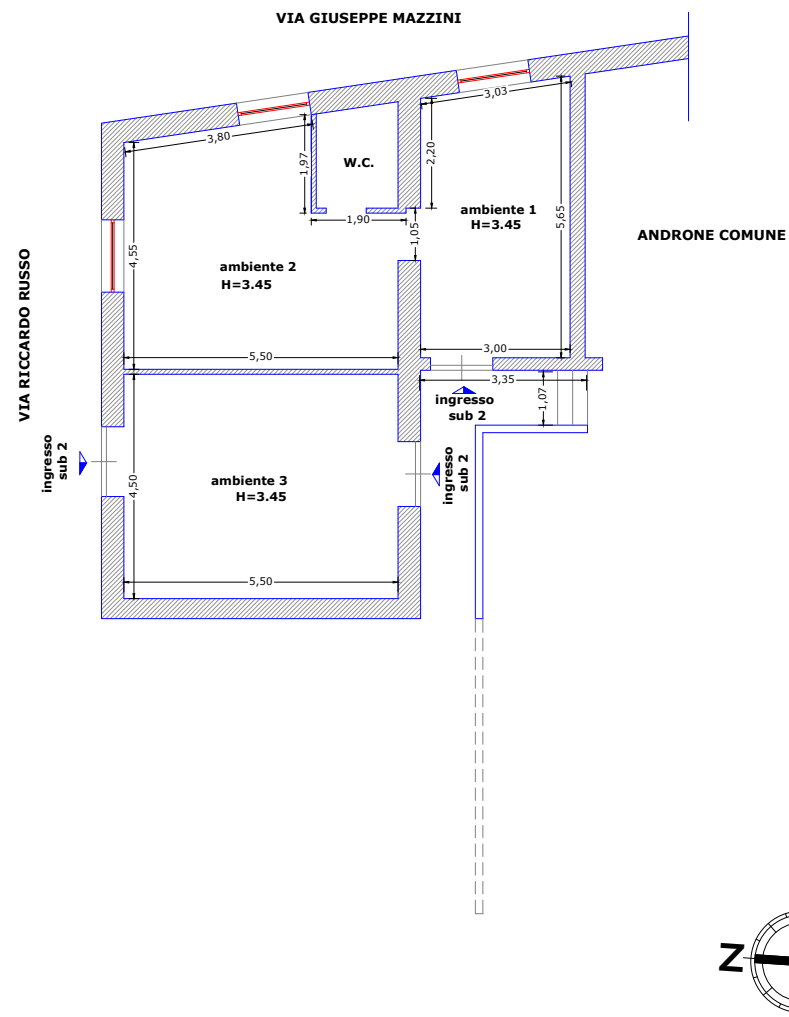 VIA GIUSEPPE MAZZINI
3,03
3,80
1,97
W.C.
2,20
1,90
ambiente 1
H=3.45
5,65
1,05
ANDRONE COMUNE
VIA RICCARDO RUSSO
4,55
ambiente 2
H=3.45
5,50
3,00
3,35
1,07
ingresso
sub 2
ingresso
sub 2
ambiente 3
H=3.45
4,50
ingresso
sub 2
5,50
N